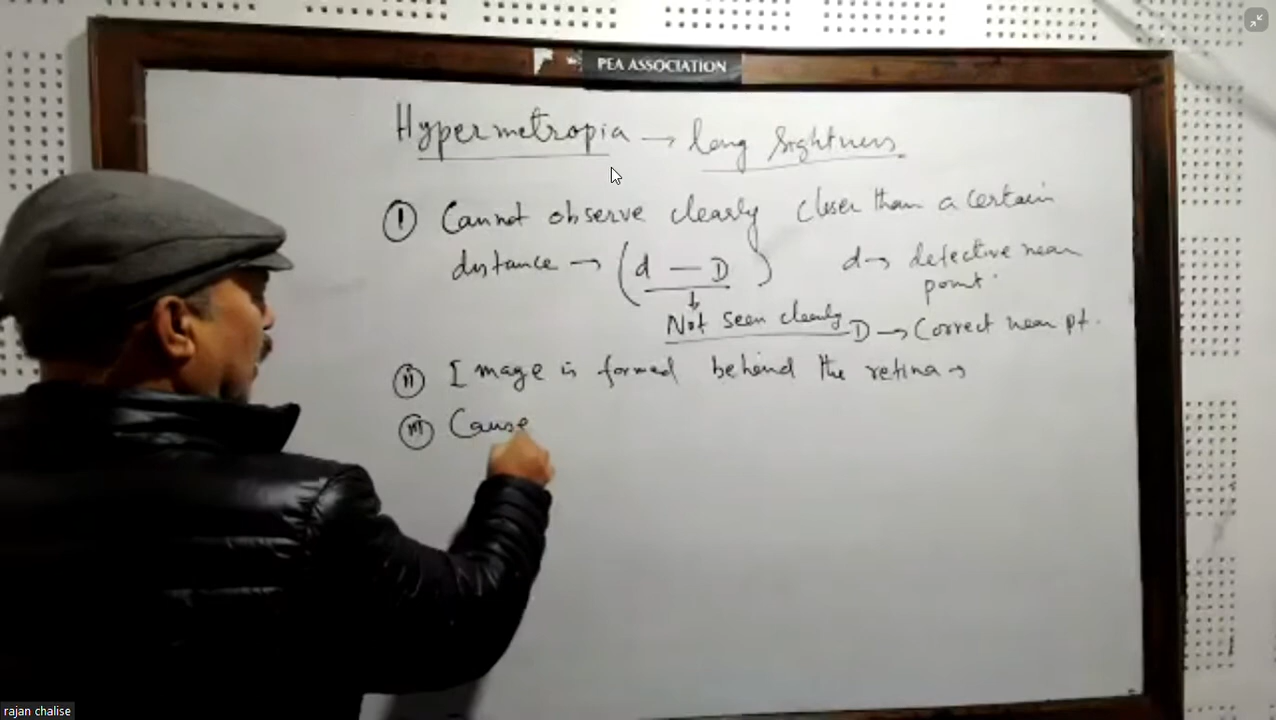 PEA ASSOCIATION
Hypermetropia → long Sightness
I Cannot observe clearly closer than a certain
distance → (d — D) d → defective near
point.
Not seen clearly D → Correct near pt.
II Image is formed behind the retina →
III Cause
rajan chalise